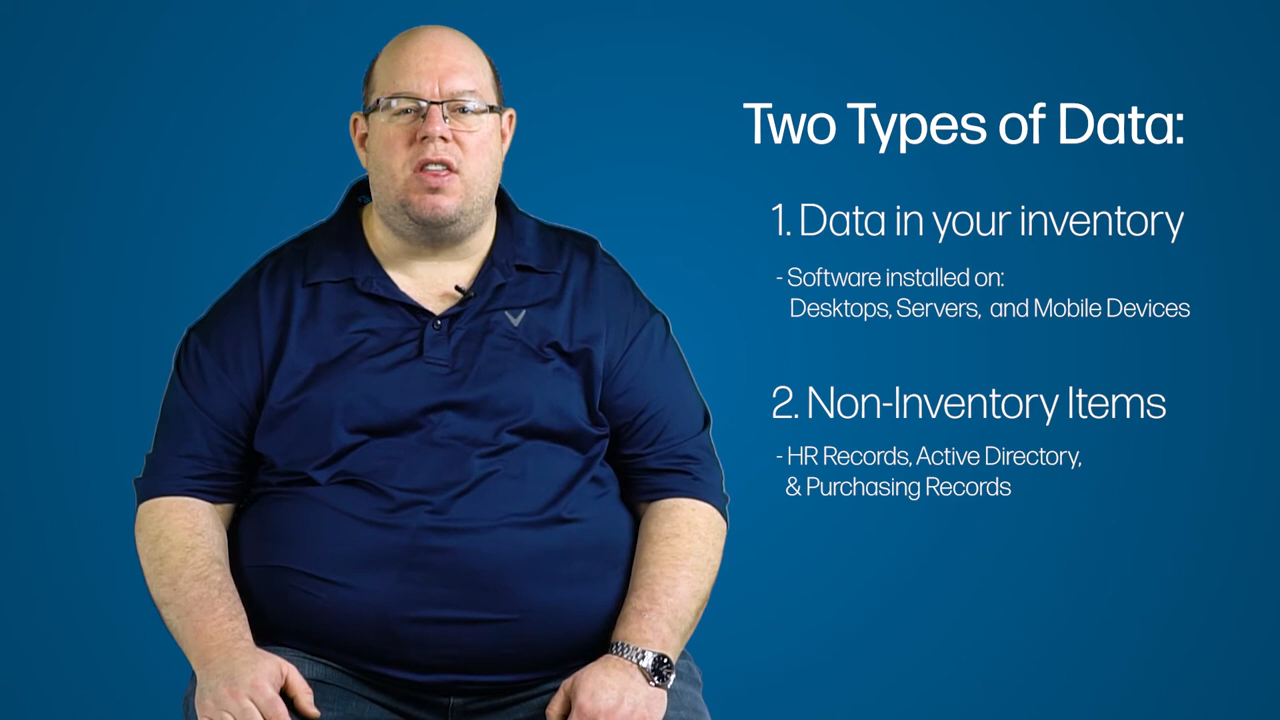 Two Types of Data:
1. Data in your inventory
- Software installed on:
Desktops, Servers, and Mobile Devices
2. Non-Inventory Items
- HR Records, Active Directory,
& Purchasing Records